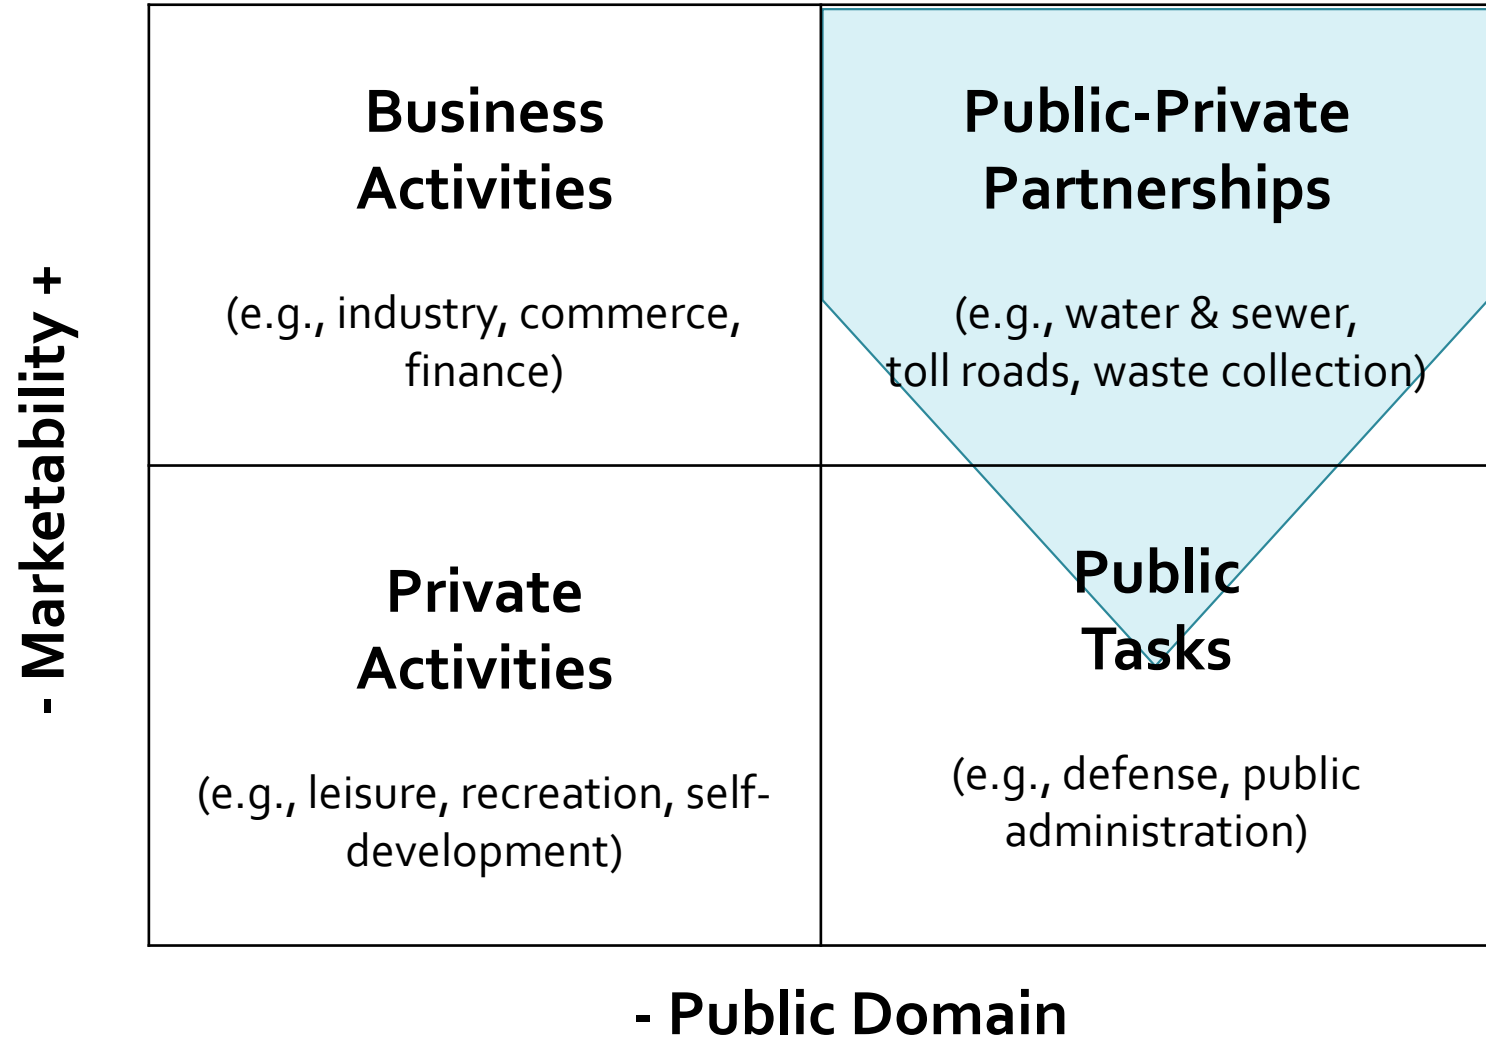 Business
Activities
(e.g., industry, commerce,
finance)
Public-Private
Partnerships
(e.g., water & sewer,
toll roads, waste collection)
- Marketability +
Private
Activities
(e.g., leisure, recreation, self-
development)
Public
Tasks
(e.g., defense, public
administration)
- Public Domain